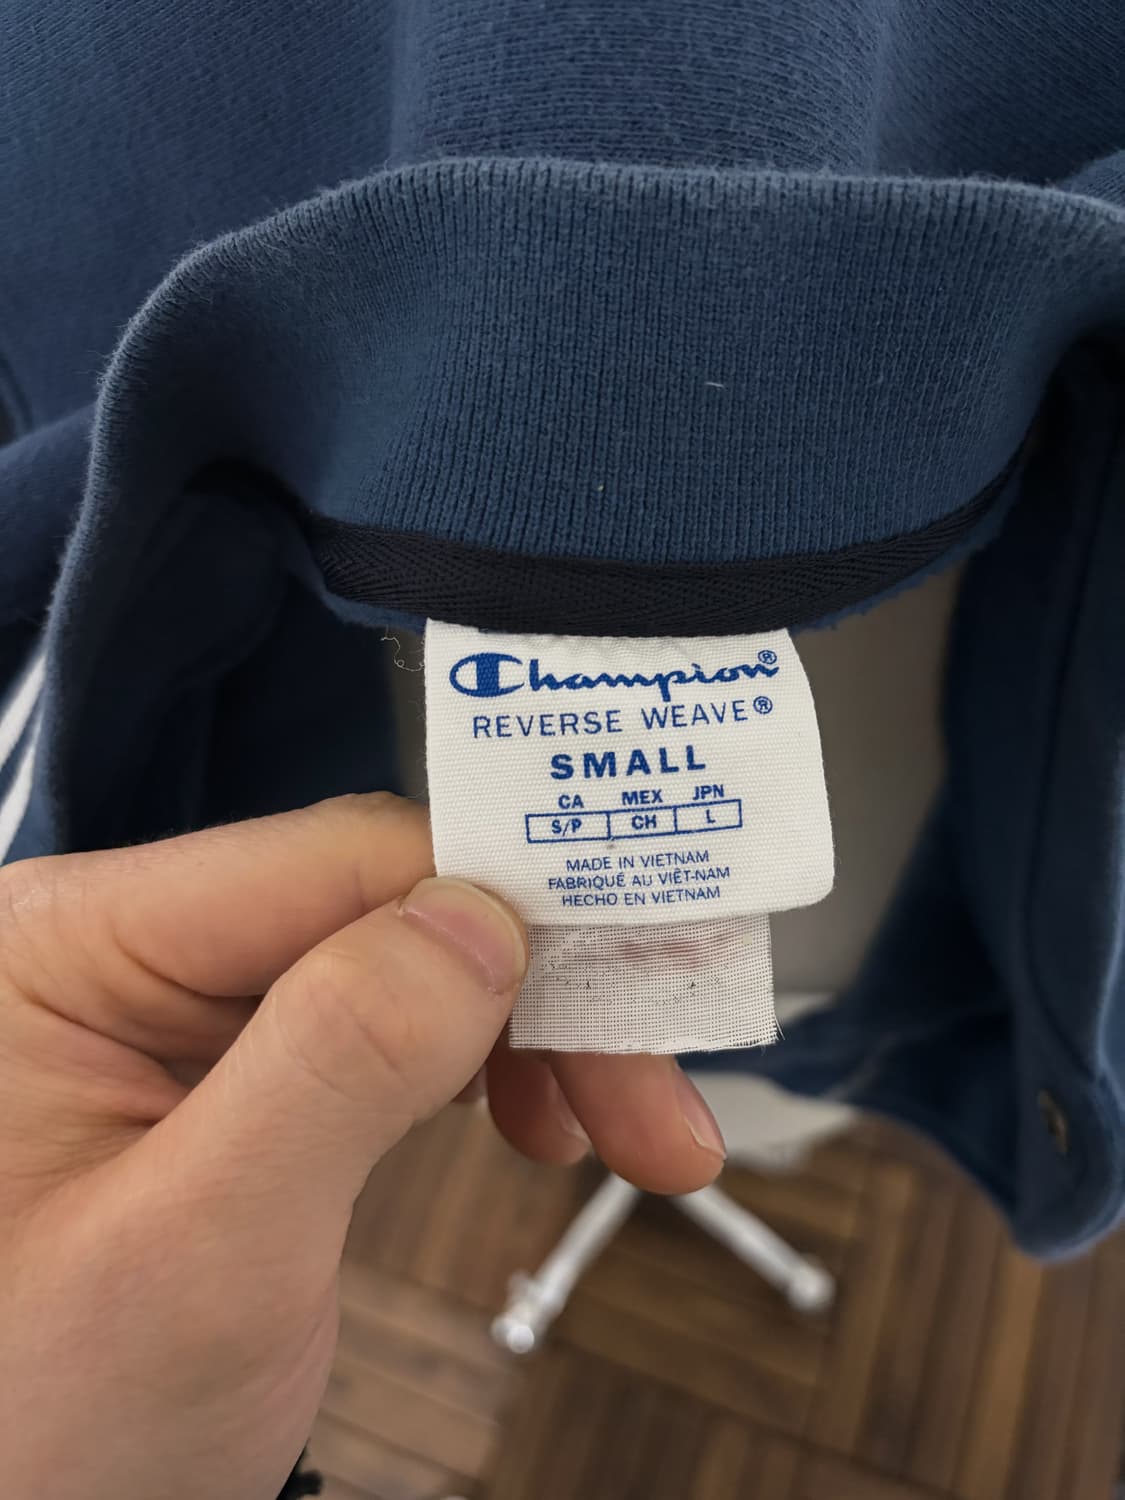 Champion®
REVERSE WEAVE®
SMALL
CA MEX JPN
S/P CH L
MADE IN VIETNAM
FABRIQUÉ AU VIÊT-NAM
HECHO EN VIETNAM